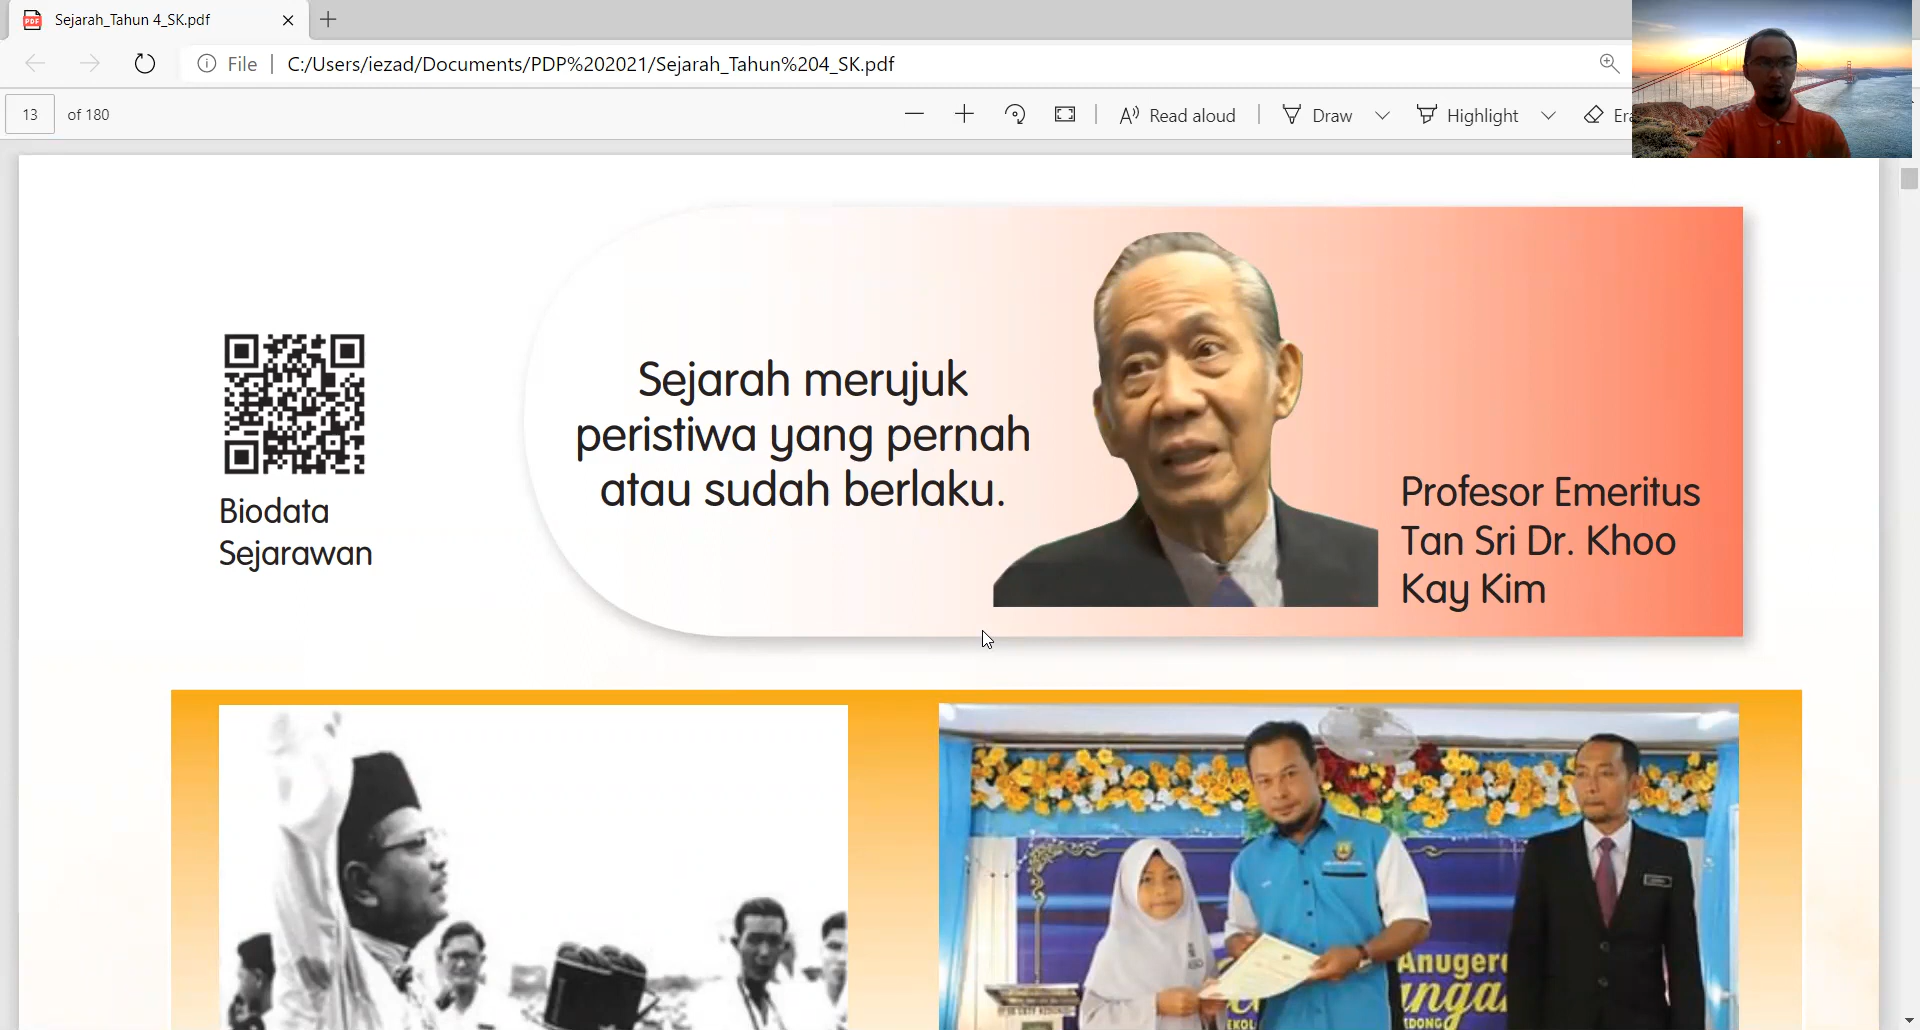 Sejarah_Tahun 4_SK.pdf
File | C:/Users/iezad/Documents/PDP%202021/Sejarah_Tahun%204_SK.pdf
13 of 180
Read aloud
Draw
Highlight
Sejarah merujuk
peristiwa yang pernah
atau sudah berlaku.
Biodata
Sejarawan
Profesor Emeritus
Tan Sri Dr. Khoo
Kay Kim